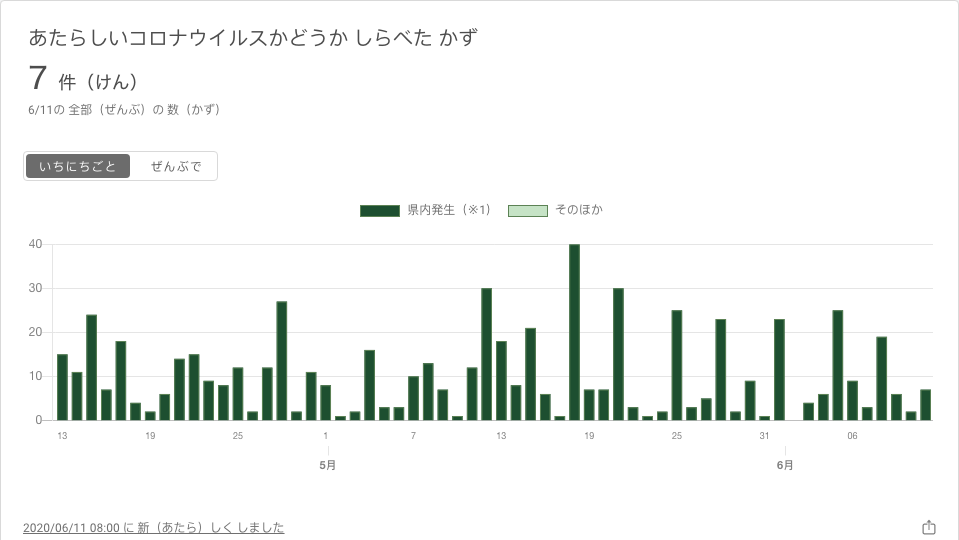 あたらしいコロナウイルスかどうか しらべた かず
7 件（けん）
6/11の 全部（ぜんぶ）の 数（かず）
いちにちごと ぜんぶで
県内発生（※1） そのほか
40
30
20
10
0
13 19 25 1 7 13 19 25 31 06
5月 6月
2020/06/11 08:00 に 新（あたら）しく しました